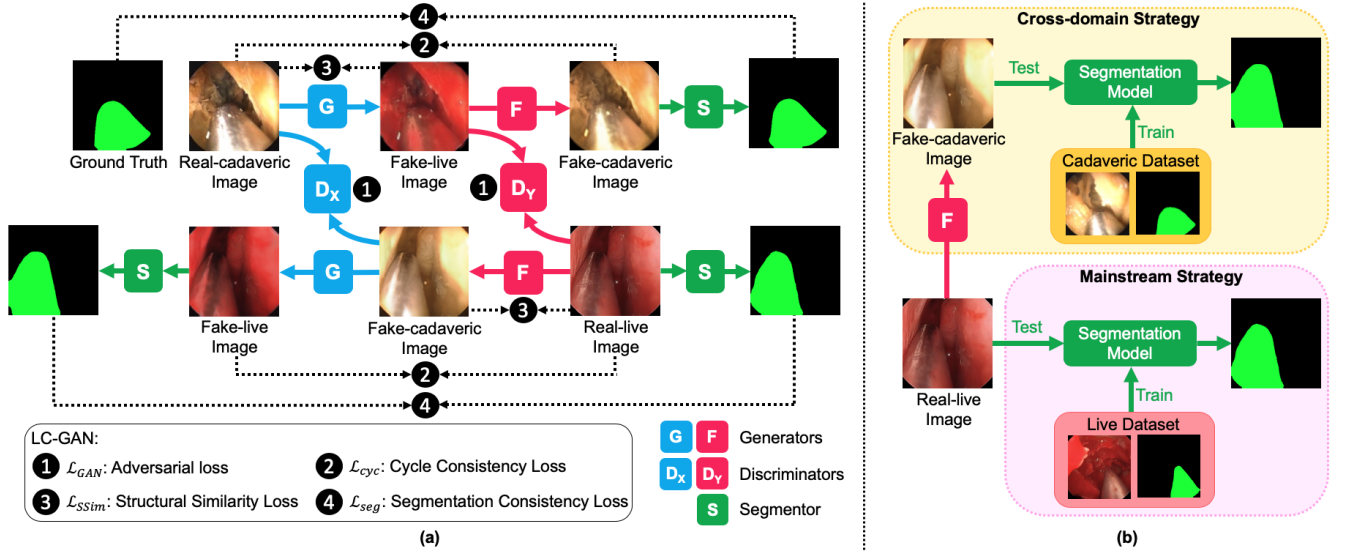 4
2
3
G
F
S
Ground Truth
Real-cadaveric
Image
Fake-live
Image
Fake-cadaveric
Image
D_X
1
1
D_Y
S
G
F
S
3
Fake-live
Image
Fake-cadaveric
Image
Real-live
Image
2
4
LC-GAN:
1 ℒ_GAN: Adversarial loss
2 ℒ_cyc: Cycle Consistency Loss
3 ℒ_SSim: Structural Similarity Loss
4 ℒ_seg: Segmentation Consistency Loss
G F Generators
D_X D_Y Discriminators
S Segmentor
(a)
Cross-domain Strategy
Test
Segmentation
Model
Fake-cadaveric
Image
Train
Cadaveric Dataset
F
Mainstream Strategy
Test
Segmentation
Model
Real-live
Image
Train
Live Dataset
(b)